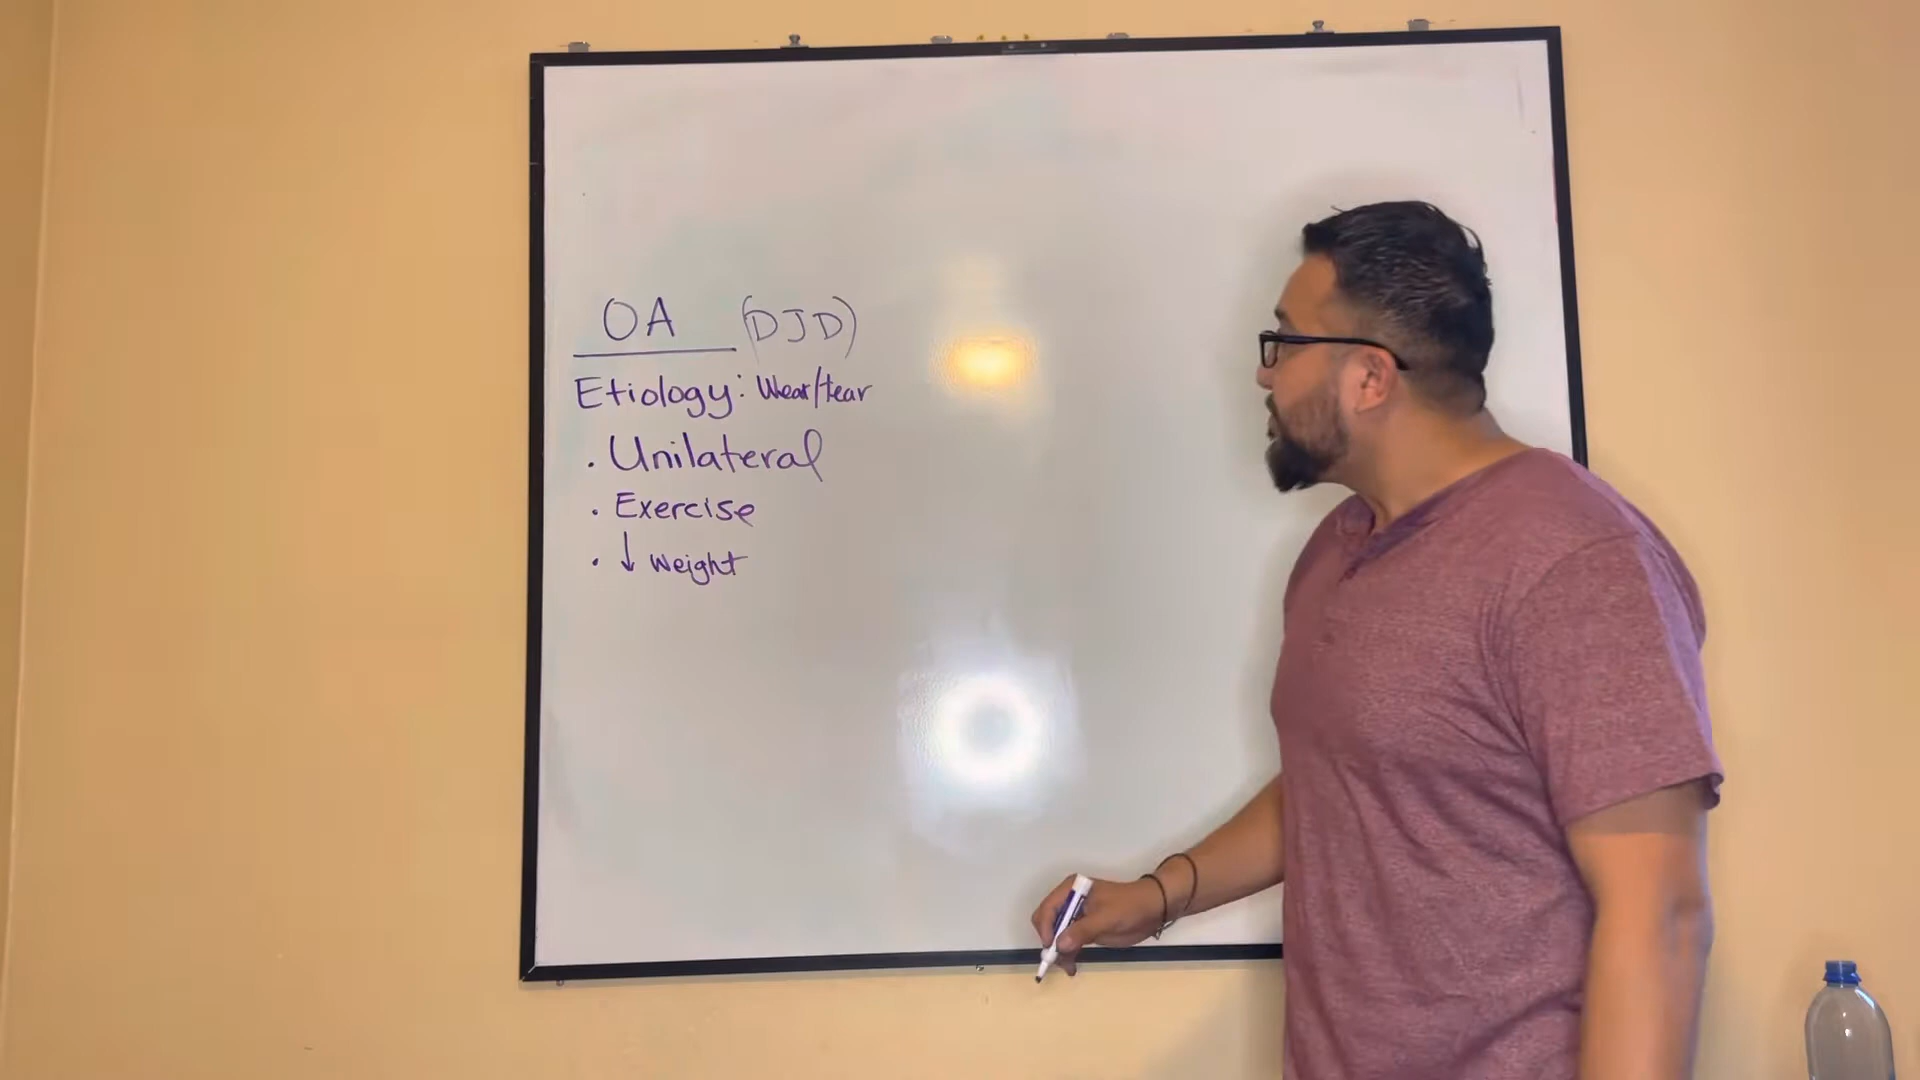 OA (DJD)
Etiology: Wear/tear
. Unilateral
. Exercise
. ↓ weight